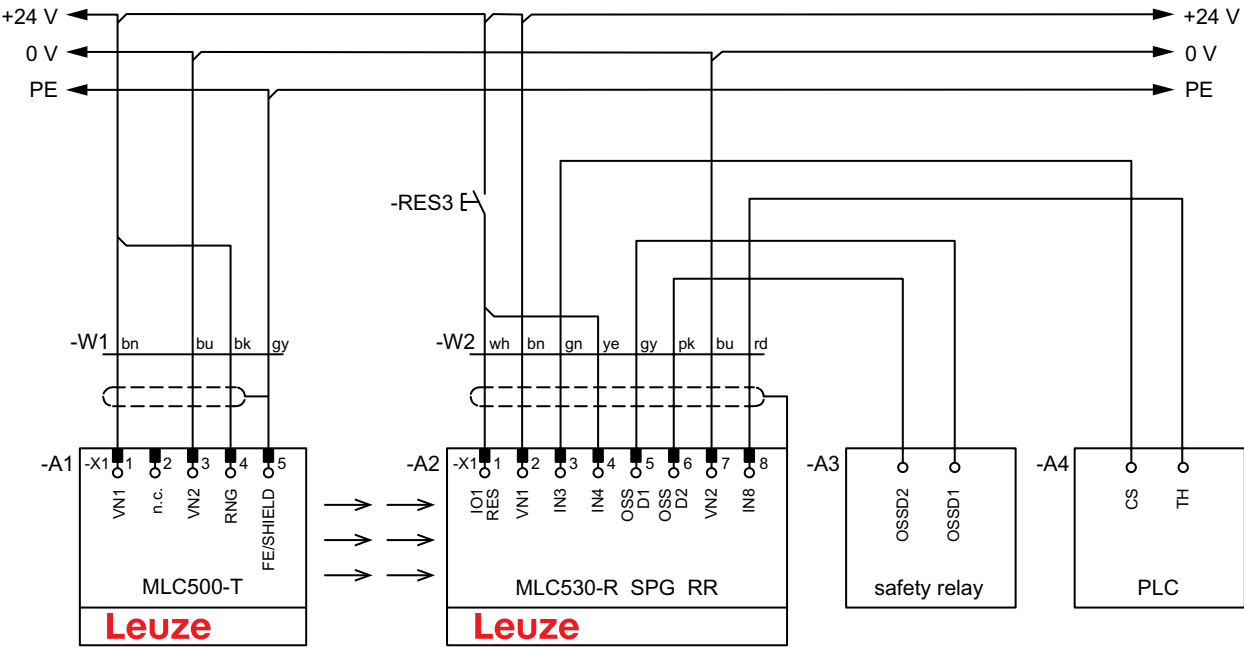 +24 V +24 V
0 V 0 V
PE PE
-RES3
-W1 bn bu bk gy
-W2 wh bn gn ye gy pk bu rd
-A1 -X1 1 2 3 4 5
VN1
n.c.
VN2
RNG
FE/SHIELD
MLC500-T
Leuze
-A2 -X1 1 2 3 4 5 6 7 8
IO1
RES
VN1
IN3
IN4
OSS
D1
OSS
D2
VN2
IN8
MLC530-R SPG RR
Leuze
-A3
OSSD2
OSSD1
safety relay
-A4
CS
TH
PLC